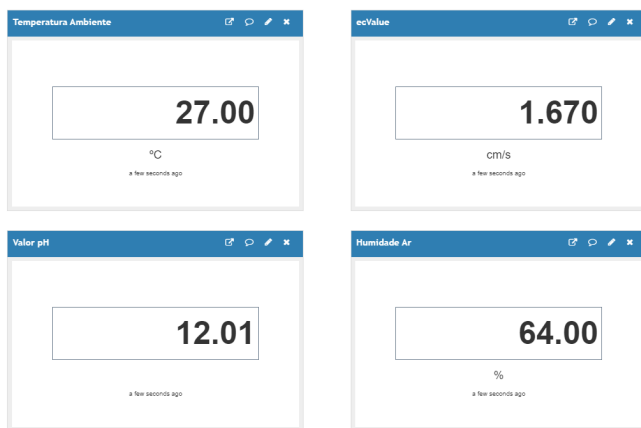 Temperatura Ambiente
27.00
°C
a few seconds ago
ecValue
1.670
cm/s
a few seconds ago
Valor pH
12.01
a few seconds ago
Humidade Ar
64.00
%
a few seconds ago